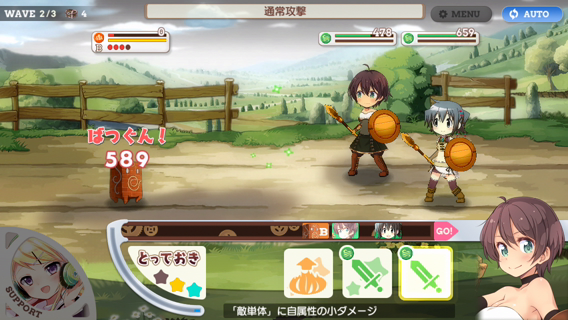 WAVE 2/3 4
通常攻撃
MENU
AUTO
B 0
478
659
ばつぐん!
589
B
GO!
とっておき
SUPPORT
「敵単体」に自属性の小ダメージ